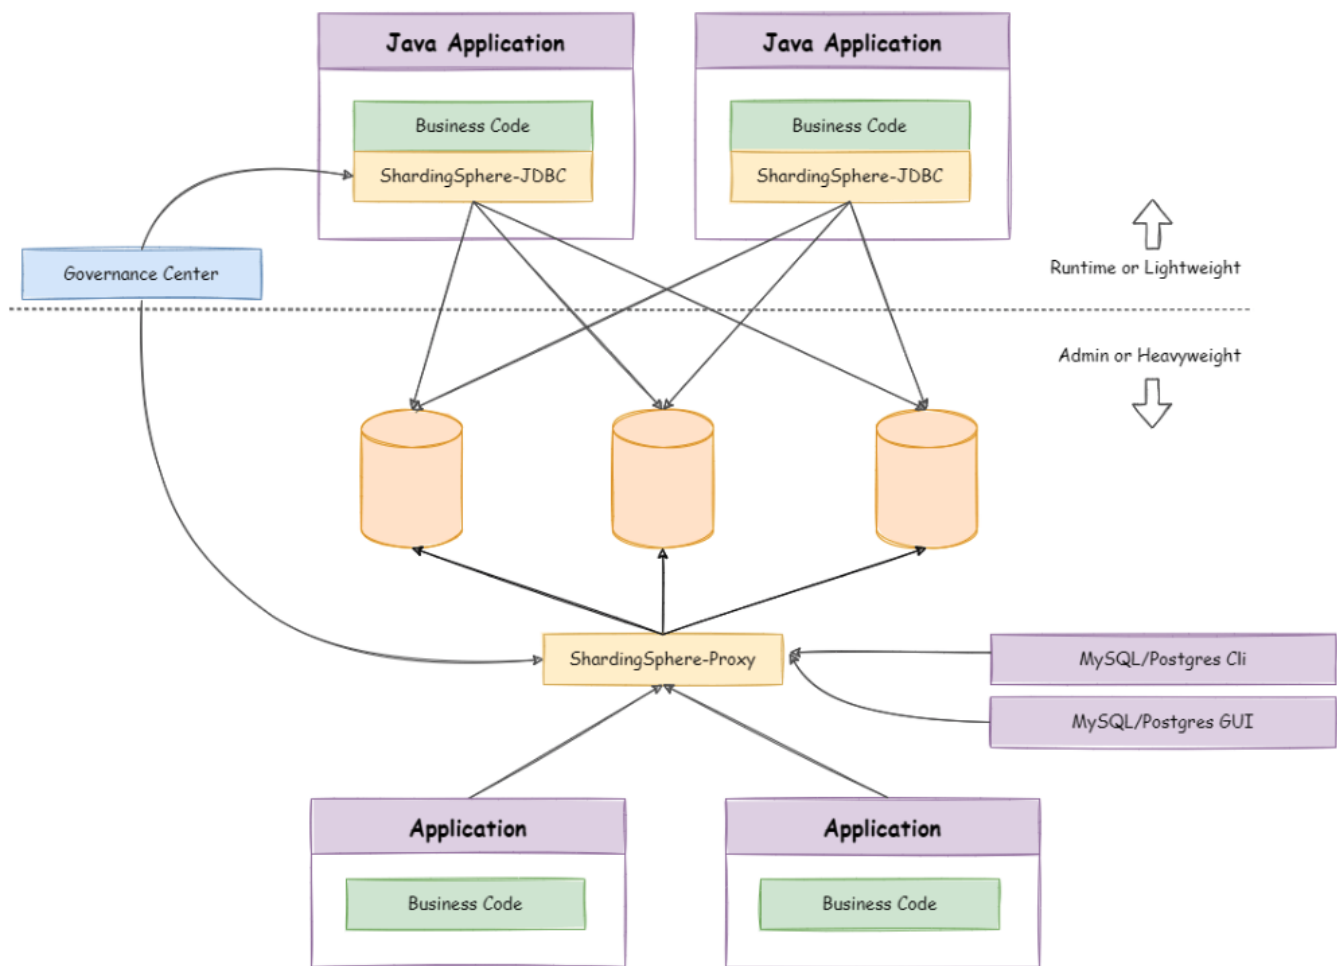 Java Application
Java Application
Business Code
Business Code
ShardingSphere-JDBC
ShardingSphere-JDBC
Governance Center
Runtime or Lightweight
Admin or Heavyweight
ShardingSphere-Proxy
MySQL/Postgres Cli
MySQL/Postgres GUI
Application
Application
Business Code
Business Code